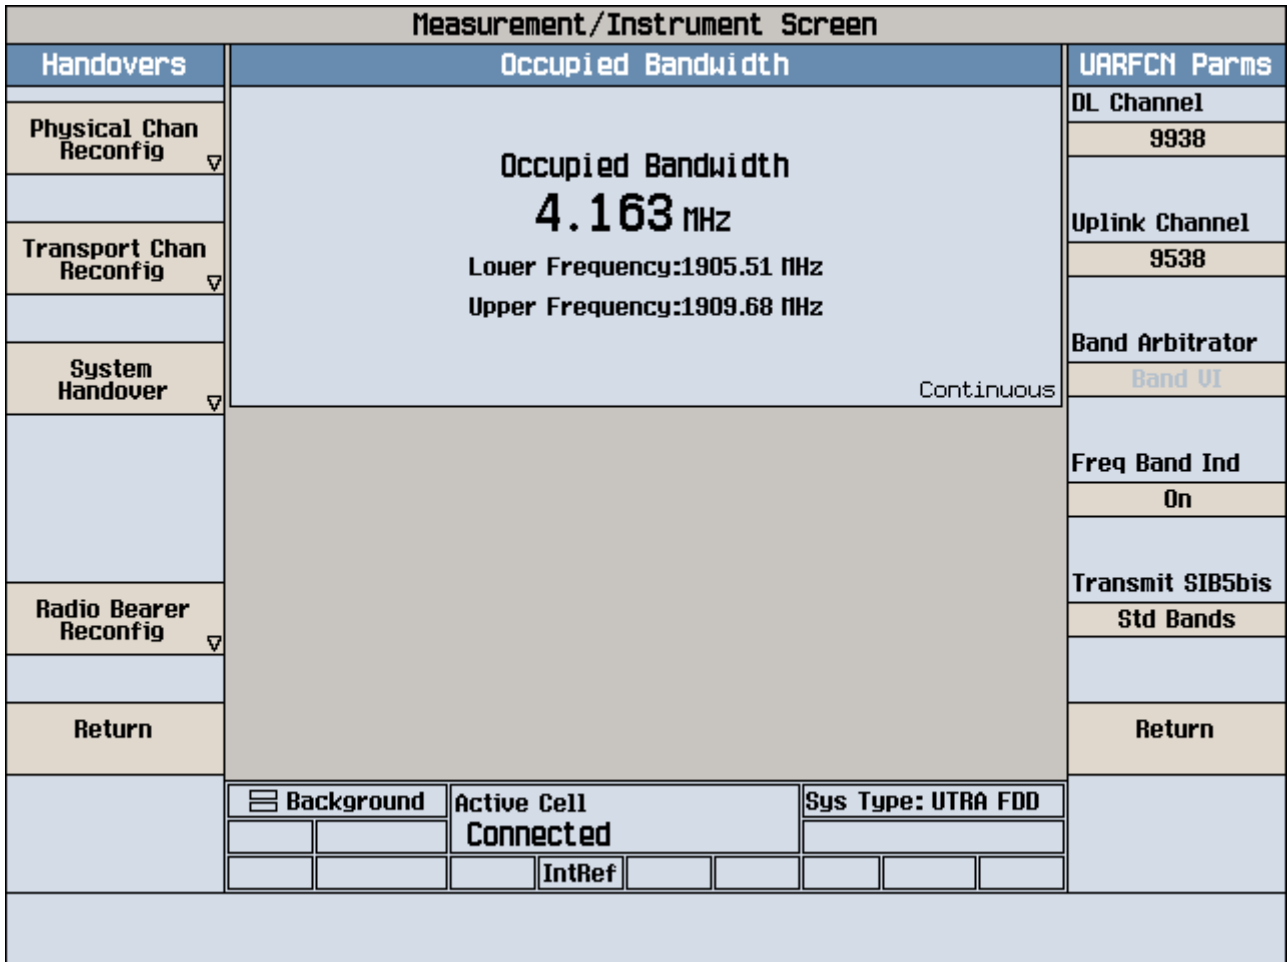 Measurement/Instrument Screen
Handovers
Physical Chan
Reconfig
Transport Chan
Reconfig
System
Handover
Radio Bearer
Reconfig
Return
Occupied Bandwidth
Occupied Bandwidth
4.163 MHz
Lower Frequency:1905.51 MHz
Upper Frequency:1909.68 MHz
Continuous
Background
Active Cell
Connected
Sys Type: UTRA FDD
IntRef
UARFCN Parms
DL Channel
9938
Uplink Channel
9538
Band Arbitrator
Band VI
Freq Band Ind
On
Transmit SIB5bis
Std Bands
Return